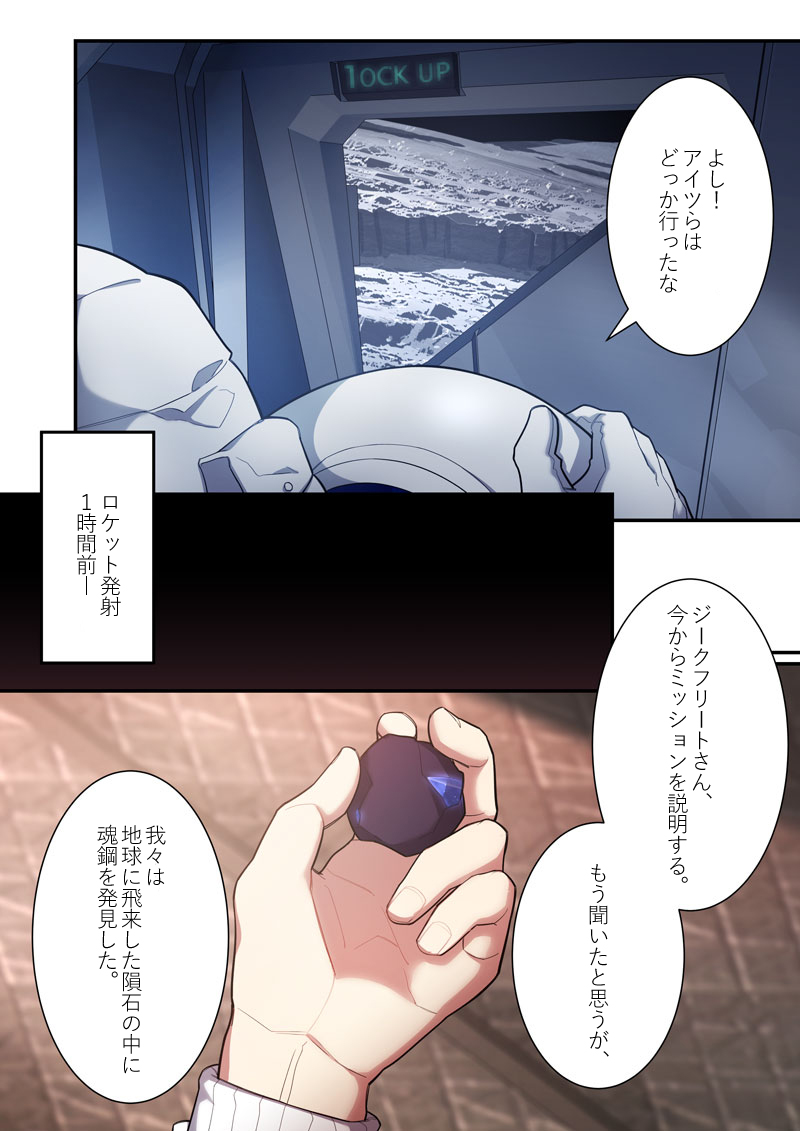 1OCK UP
よし！
アイツらは
どっか行ったな
ロケット発射
１時間前―
ジークフリートさん、
今からミッションを説明する。
もう聞いたと思うが、
我々は
地球に飛来した隕石の中に
魂鋼を発見した。